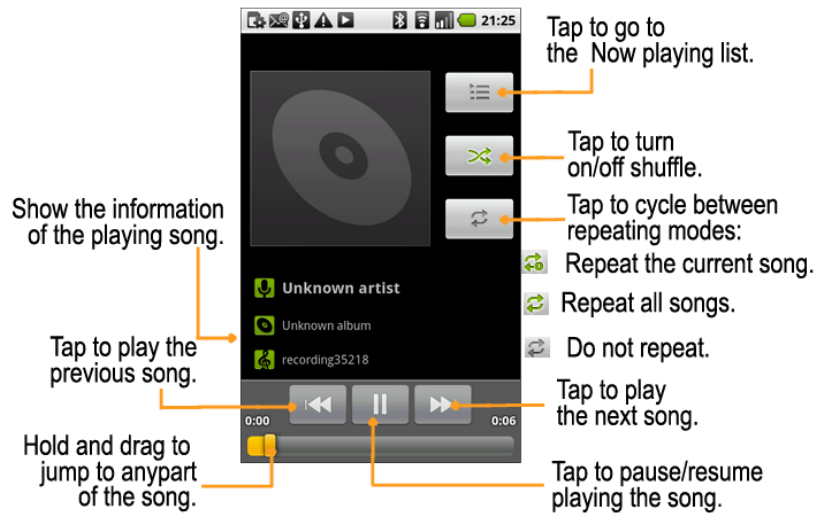 21:25
Tap to go to
the Now playing list.
Tap to turn
on/off shuffle.
Tap to cycle between
repeating modes:
Repeat the current song.
Repeat all songs.
Do not repeat.
Show the information
of the playing song.
Unknown artist
Unknown album
recording35218
Tap to play the
previous song.
Tap to play
the next song.
0:00
0:06
Hold and drag to
jump to anypart
of the song.
Tap to pause/resume
playing the song.